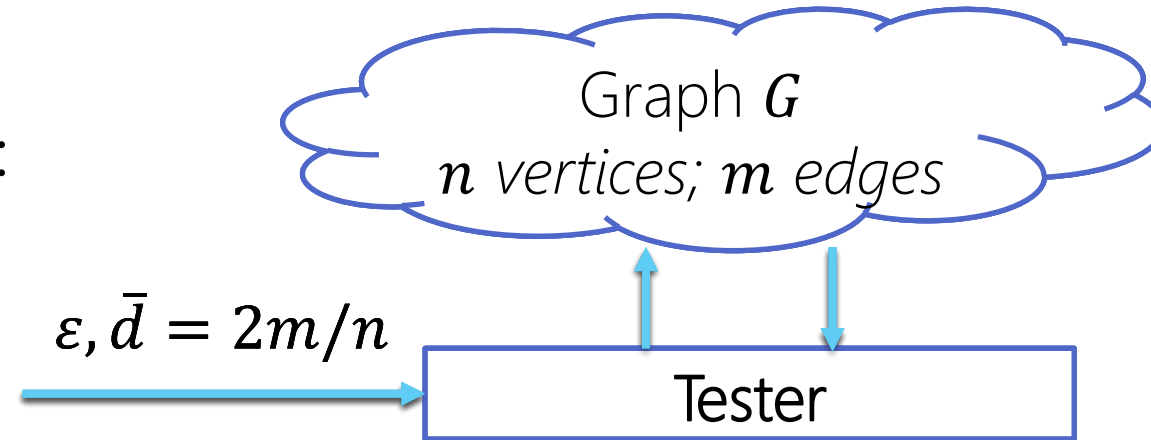 :
Graph G
n vertices; m edges
ε, d̄ = 2m/n
Tester